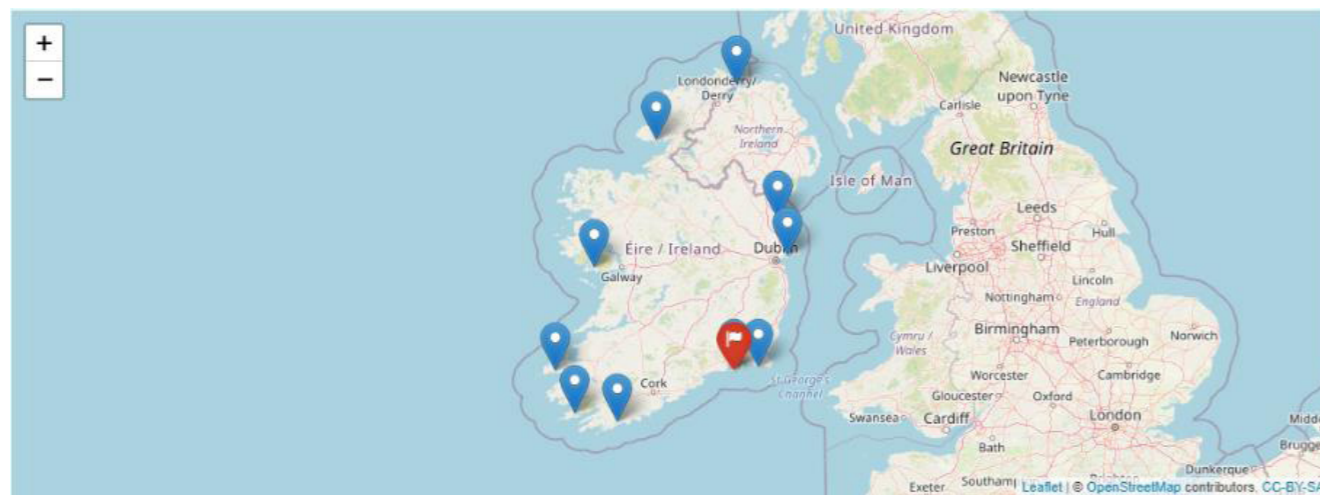 +
−
United Kingdom
Newcastle
upon Tyne
Londonderry/
Derry
Carlisle
Northern
Ireland
Great Britain
Isle of Man
Leeds
Preston
Hull
Éire / Ireland
Dublin
Sheffield
Liverpool
Galway
Lincoln
Nottingham
England
Cymru /
Wales
Birmingham
Norwich
Peterborough
Worcester
Cambridge
Cork
St George's
Channel
Gloucester
Oxford
Swansea
Cardiff
London
Bath
Dunkerque
Exeter
Leaflet | © OpenStreetMap contributors, CC-BY-SA